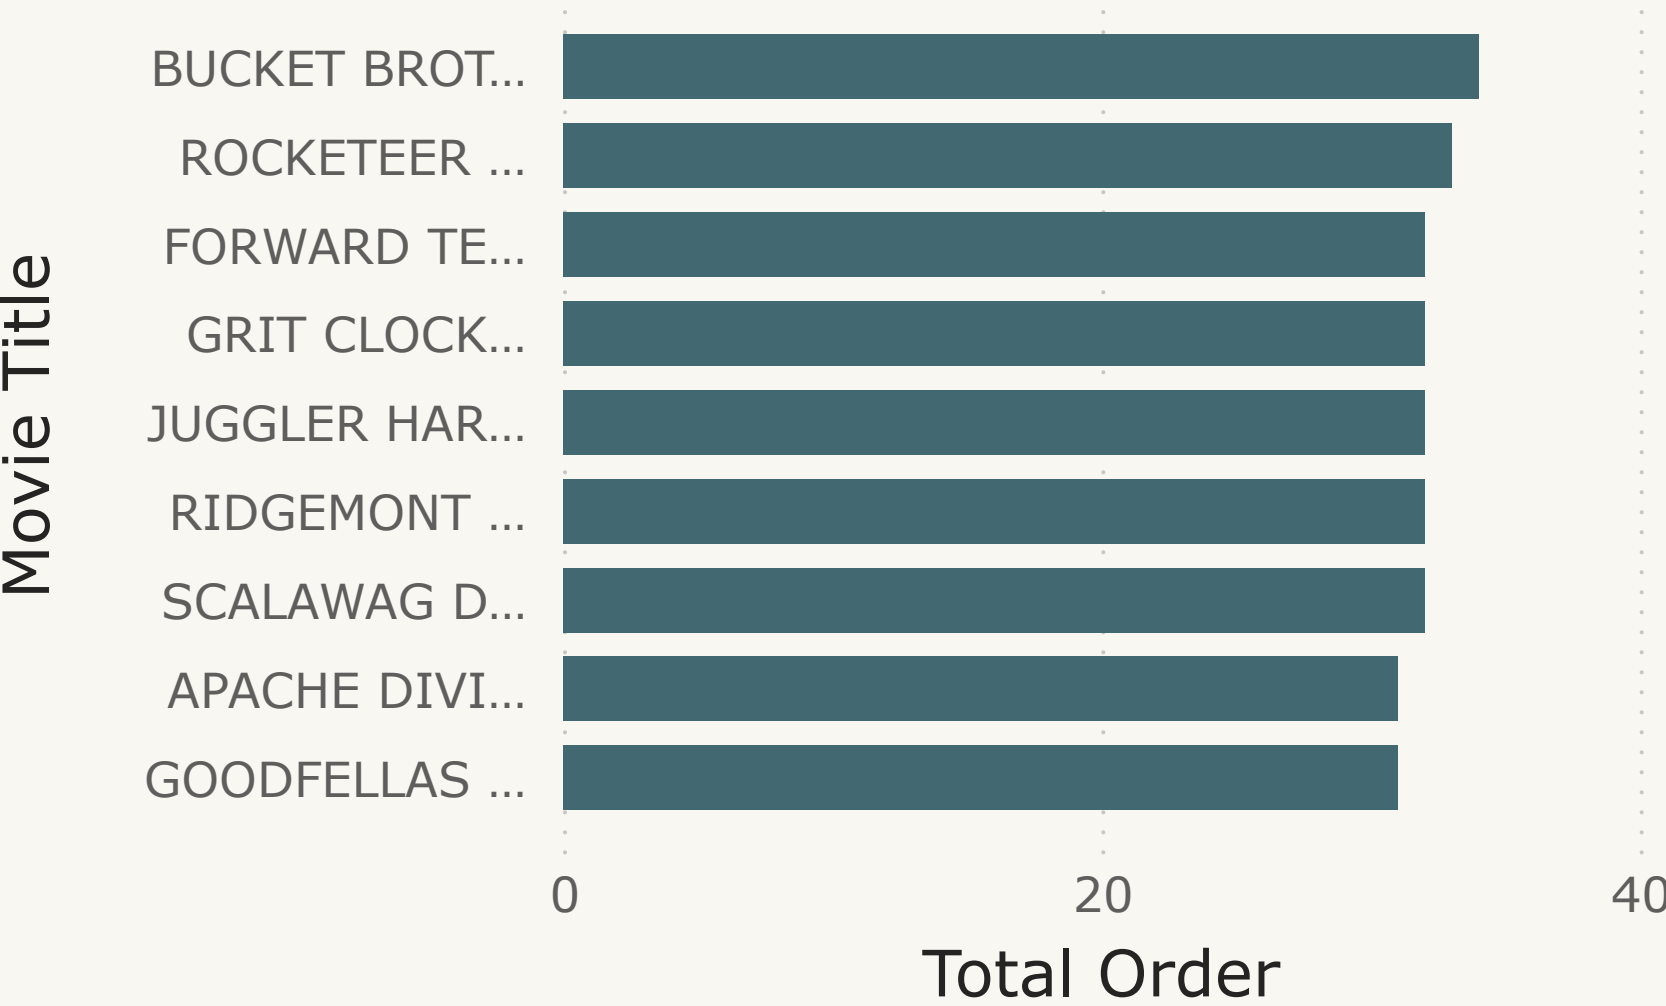 Movie Title
BUCKET BROT...
ROCKETEER ...
FORWARD TE...
GRIT CLOCK...
JUGGLER HAR...
RIDGEMONT ...
SCALAWAG D...
APACHE DIVI...
GOODFELLAS ...
0 20 40
Total Order